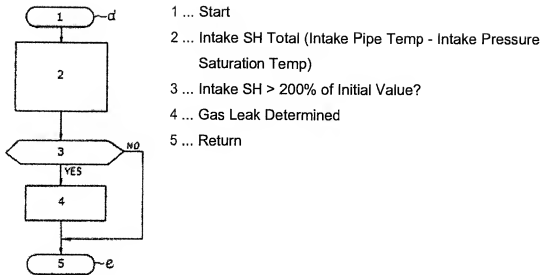 1
d
2
3
NO
YES
4
5
e
1 ... Start
2 ... Intake SH Total (Intake Pipe Temp - Intake Pressure
Saturation Temp)
3 ... Intake SH > 200% of Initial Value?
4 ... Gas Leak Determined
5 ... Return